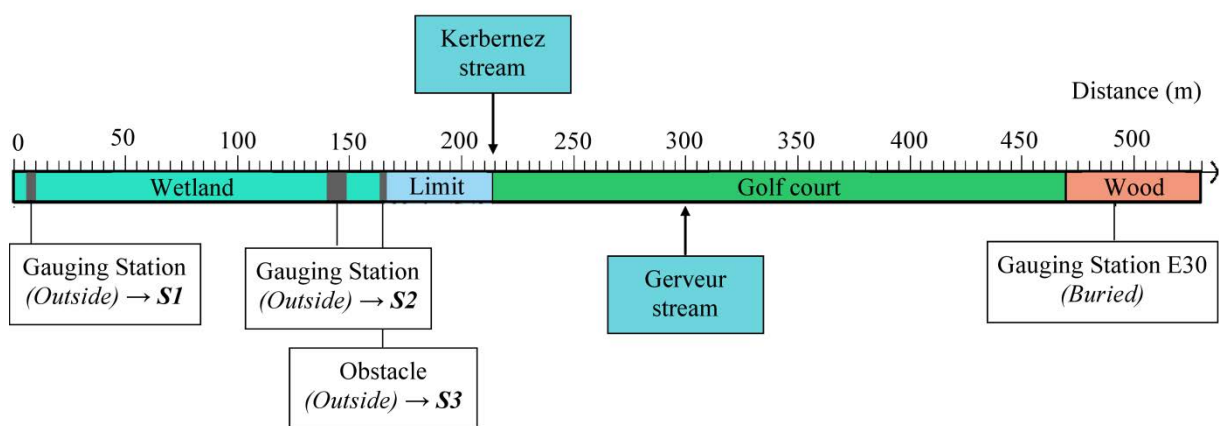 Kerbernez
stream
Distance (m)
0 50 100 150 200 250 300 350 400 450 500
Wetland Limit Golf court Wood
Gauging Station
(Outside) → S1
Gauging Station
(Outside) → S2
Gerveur
stream
Gauging Station E30
(Buried)
Obstacle
(Outside) → S3